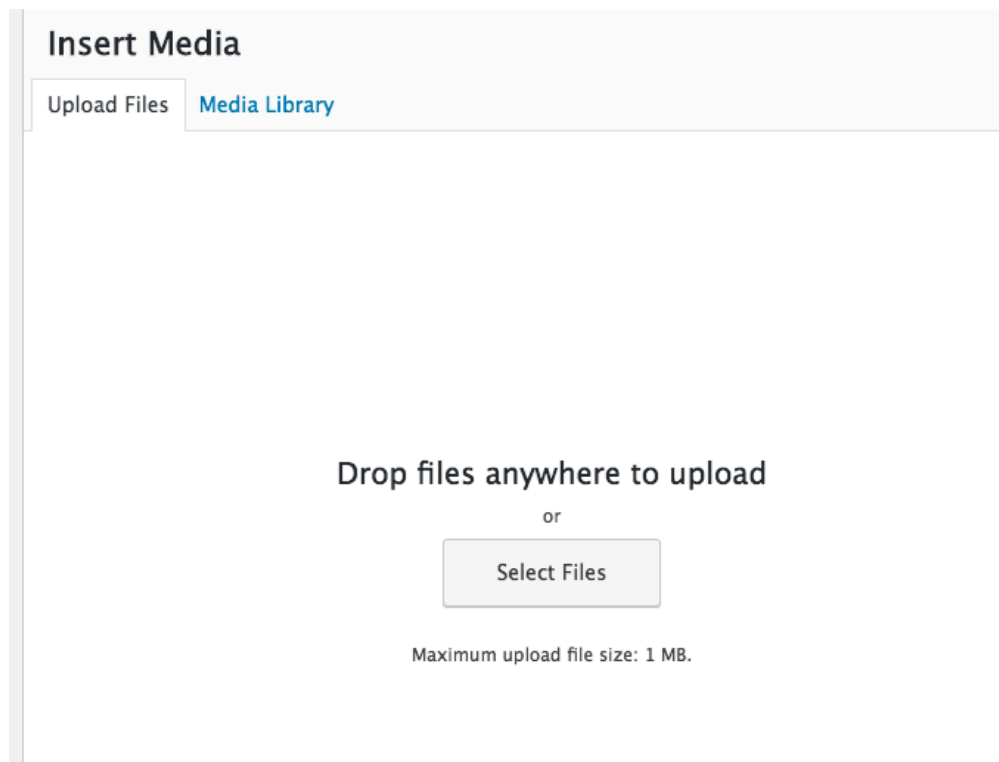 Insert Media
Upload Files Media Library
Drop files anywhere to upload
or
Select Files
Maximum upload file size: 1 MB.